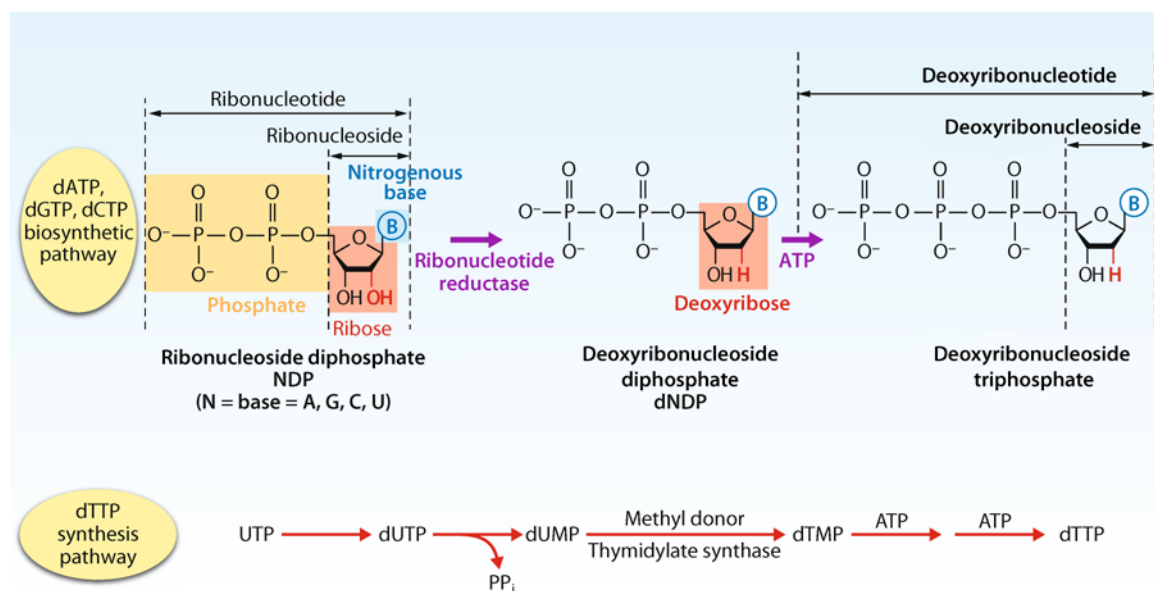 Deoxyribonucleotide
Ribonucleotide
Deoxyribonucleoside
Ribonucleoside
dATP,
dGTP, dCTP
biosynthetic
pathway
Nitrogenous
base
O O
O⁻—P—O—P—O
O⁻ O⁻
O
B
OH OH
Phosphate
Ribose
Ribonucleotide
reductase
O O
O⁻—P—O—P—O
O⁻ O⁻
O
B
OH H
Deoxyribose
ATP
O O O
O⁻—P—O—P—O—P—O
O⁻ O⁻ O⁻
O
B
OH H
Ribonucleoside diphosphate
NDP
(N = base = A, G, C, U)
Deoxyribonucleoside
diphosphate
dNDP
Deoxyribonucleoside
triphosphate
dTTP
synthesis
pathway
UTP
dUTP
PPi
dUMP
Methyl donor
Thymidylate synthase
dTMP
ATP
ATP
dTTP